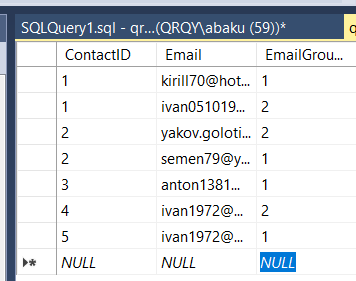 SQLQuery1.sql - qr...(QRQY\abaku (59))*
ContactID Email EmailGrou...
1 kirill70@hot... 1
1 ivan051019... 2
2 yakov.goloti... 2
2 semen79@y... 1
3 anton1381... 1
4 ivan1972@... 2
5 ivan1972@... 1
NULL NULL NULL